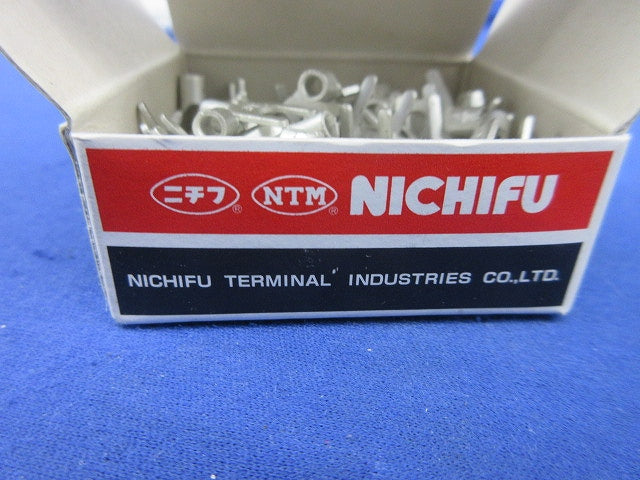 ニチフ® NTM® NICHIFU
NICHIFU TERMINAL INDUSTRIES CO.,LTD.